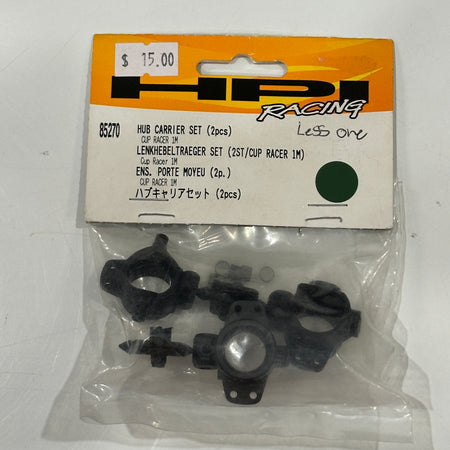 $ 15.00
HPI
RACING
Less one
85270
HUB CARRIER SET (2pcs)
CUP RACER 1M
LENKHEBELTRAEGER SET (2ST/CUP RACER 1M)
Cup Racer 1M
ENS. PORTE MOYEU (2p.)
CUP RACER 1M
ハブキャリアセット (2pcs)